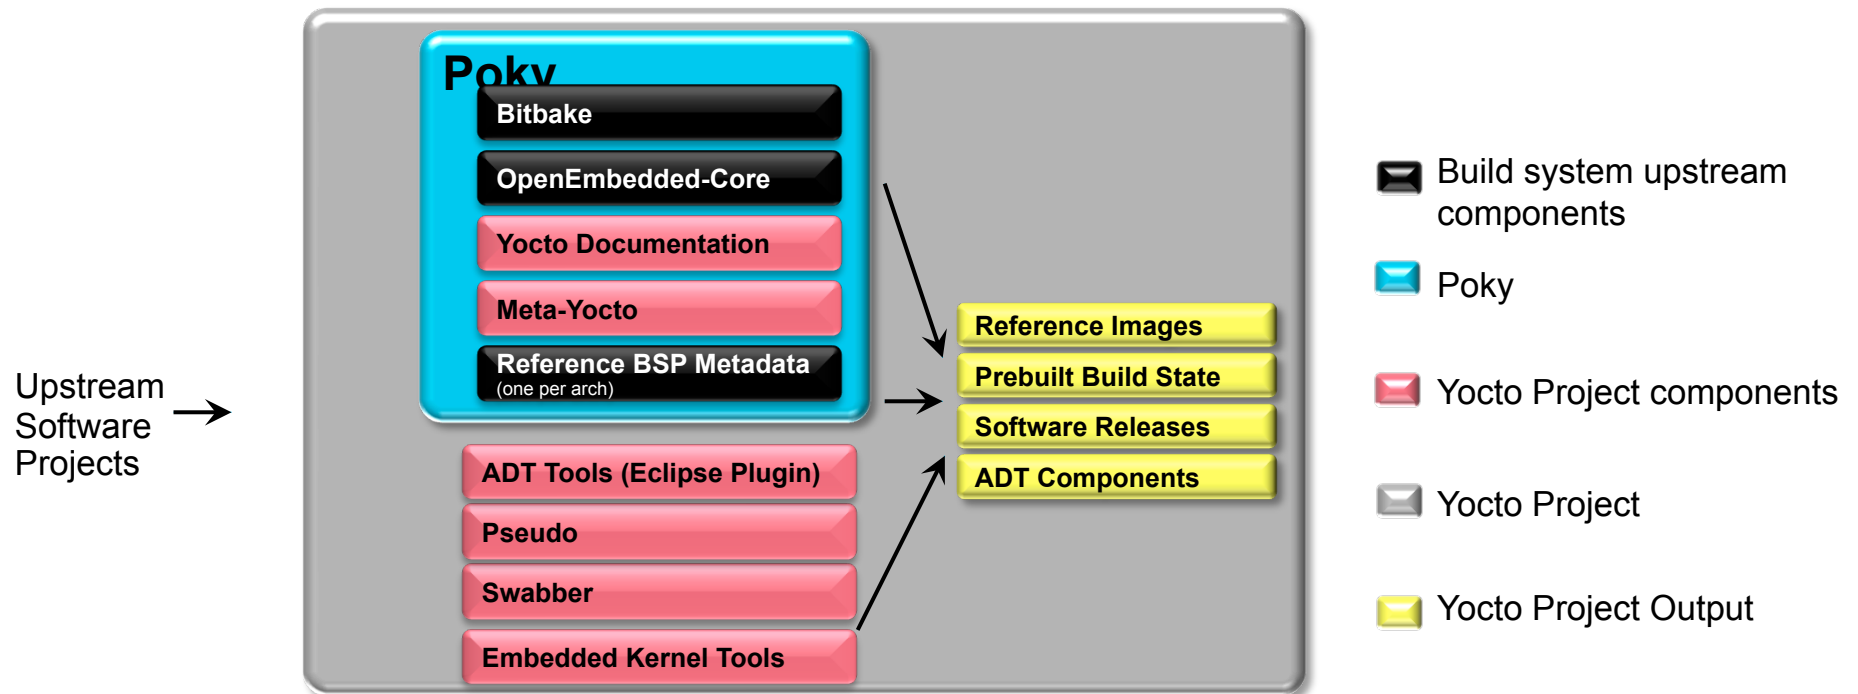 Poky
Bitbake
OpenEmbedded-Core
Yocto Documentation
Meta-Yocto
Reference BSP Metadata
(one per arch)
ADT Tools (Eclipse Plugin)
Pseudo
Swabber
Embedded Kernel Tools
Upstream
Software
Projects
Reference Images
Prebuilt Build State
Software Releases
ADT Components
Build system upstream
components
Poky
Yocto Project components
Yocto Project
Yocto Project Output